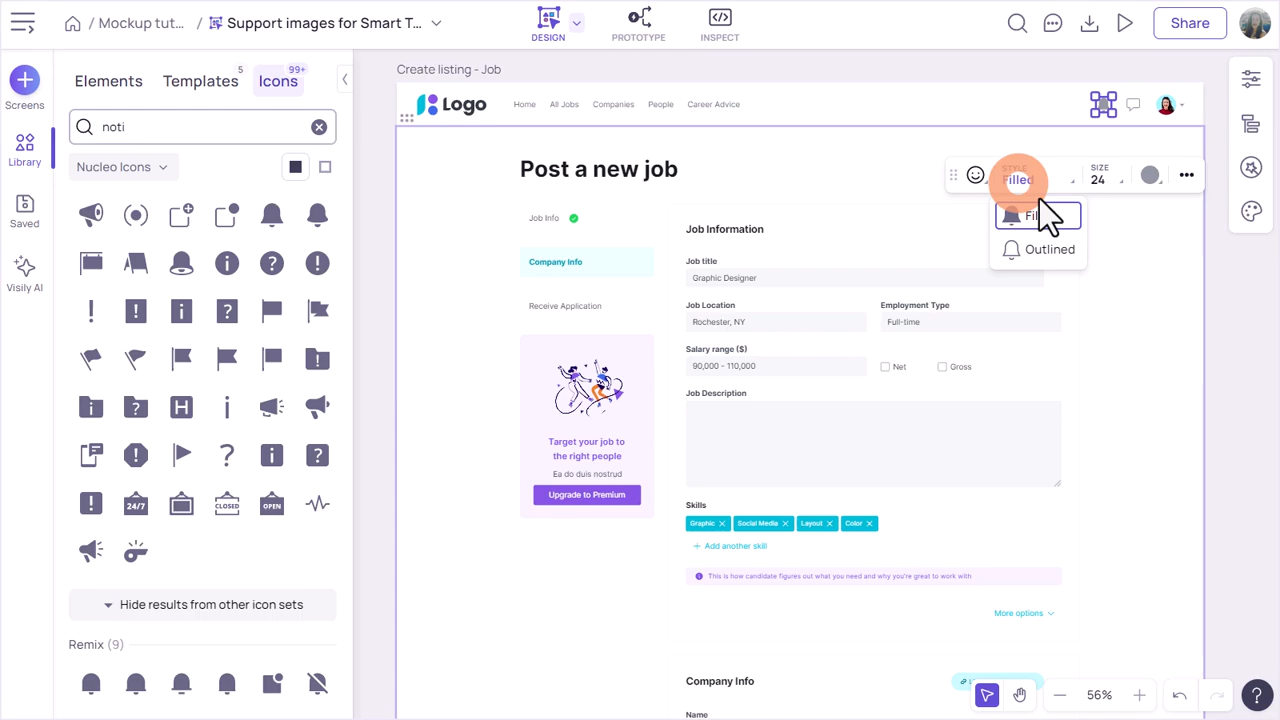 / Mockup tut... / Support images for Smart T...
DESIGN
PROTOTYPE
INSPECT
Share
Screens
Library
Saved
Visily AI
Elements
Templates 5
Icons 99+
noti
Nucleo Icons
24/7
CLOSED
OPEN
Hide results from other icon sets
Remix (9)
Create listing - Job
Logo
Home
All Jobs
Companies
People
Career Advice
Post a new job
STYLE
Filled
SIZE
24
Outlined
Job Info
Company Info
Receive Application
Target your job to
the right people
Ea do duis nostrud
Upgrade to Premium
Job Information
Job title
Graphic Designer
Job Location
Employment Type
Rochester, NY
Full-time
Salary range ($)
90,000 - 110,000
Net
Gross
Job Description
Skills
Graphic
Social Media
Layout
Color
Add another skill
This is how candidate figures out what you need and why you're great to work with
More options
Company Info
Name
56%